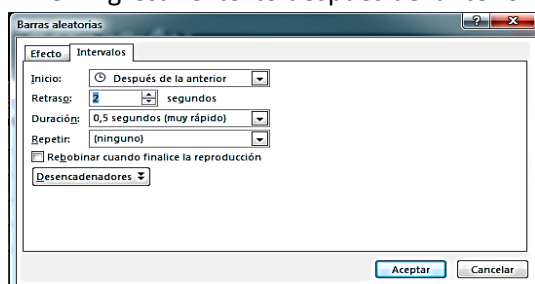 Barras aleatorias
Efecto Intervalos
Inicio: Después de la anterior
Retraso: 2 segundos
Duración: 0,5 segundos (muy rápido)
Repetir: (ninguno)
Rebobinar cuando finalice la reproducción
Desencadenadores
Aceptar Cancelar